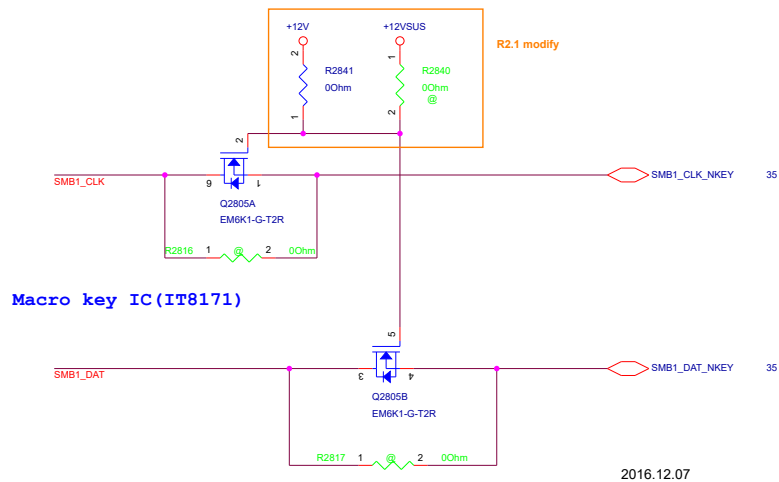 +12V +12VSUS
R2.1 modify
2 1
R2841 R2840
0Ohm 0Ohm
@
1 2
2
SMB1_CLK 6 1 SMB1_CLK_NKEY 35
Q2805A
EM6K1-G-T2R
R2816 1 @ 2 0Ohm
Macro key IC(IT8171)
5
SMB1_DAT 3 4 SMB1_DAT_NKEY 35
Q2805B
EM6K1-G-T2R
R2817 1 @ 2 0Ohm
2016.12.07